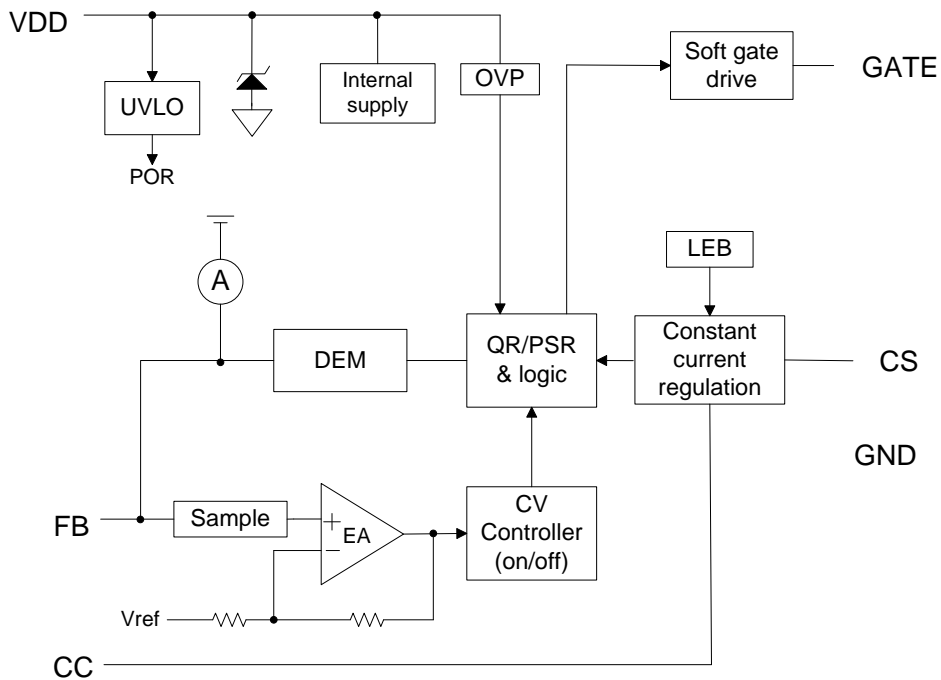 VDD
Soft gate
drive
GATE
UVLO
Internal
supply
OVP
POR
A
LEB
DEM
QR/PSR
& logic
Constant
current
regulation
CS
GND
FB
Sample
+
EA
−
CV
Controller
(on/off)
Vref
CC